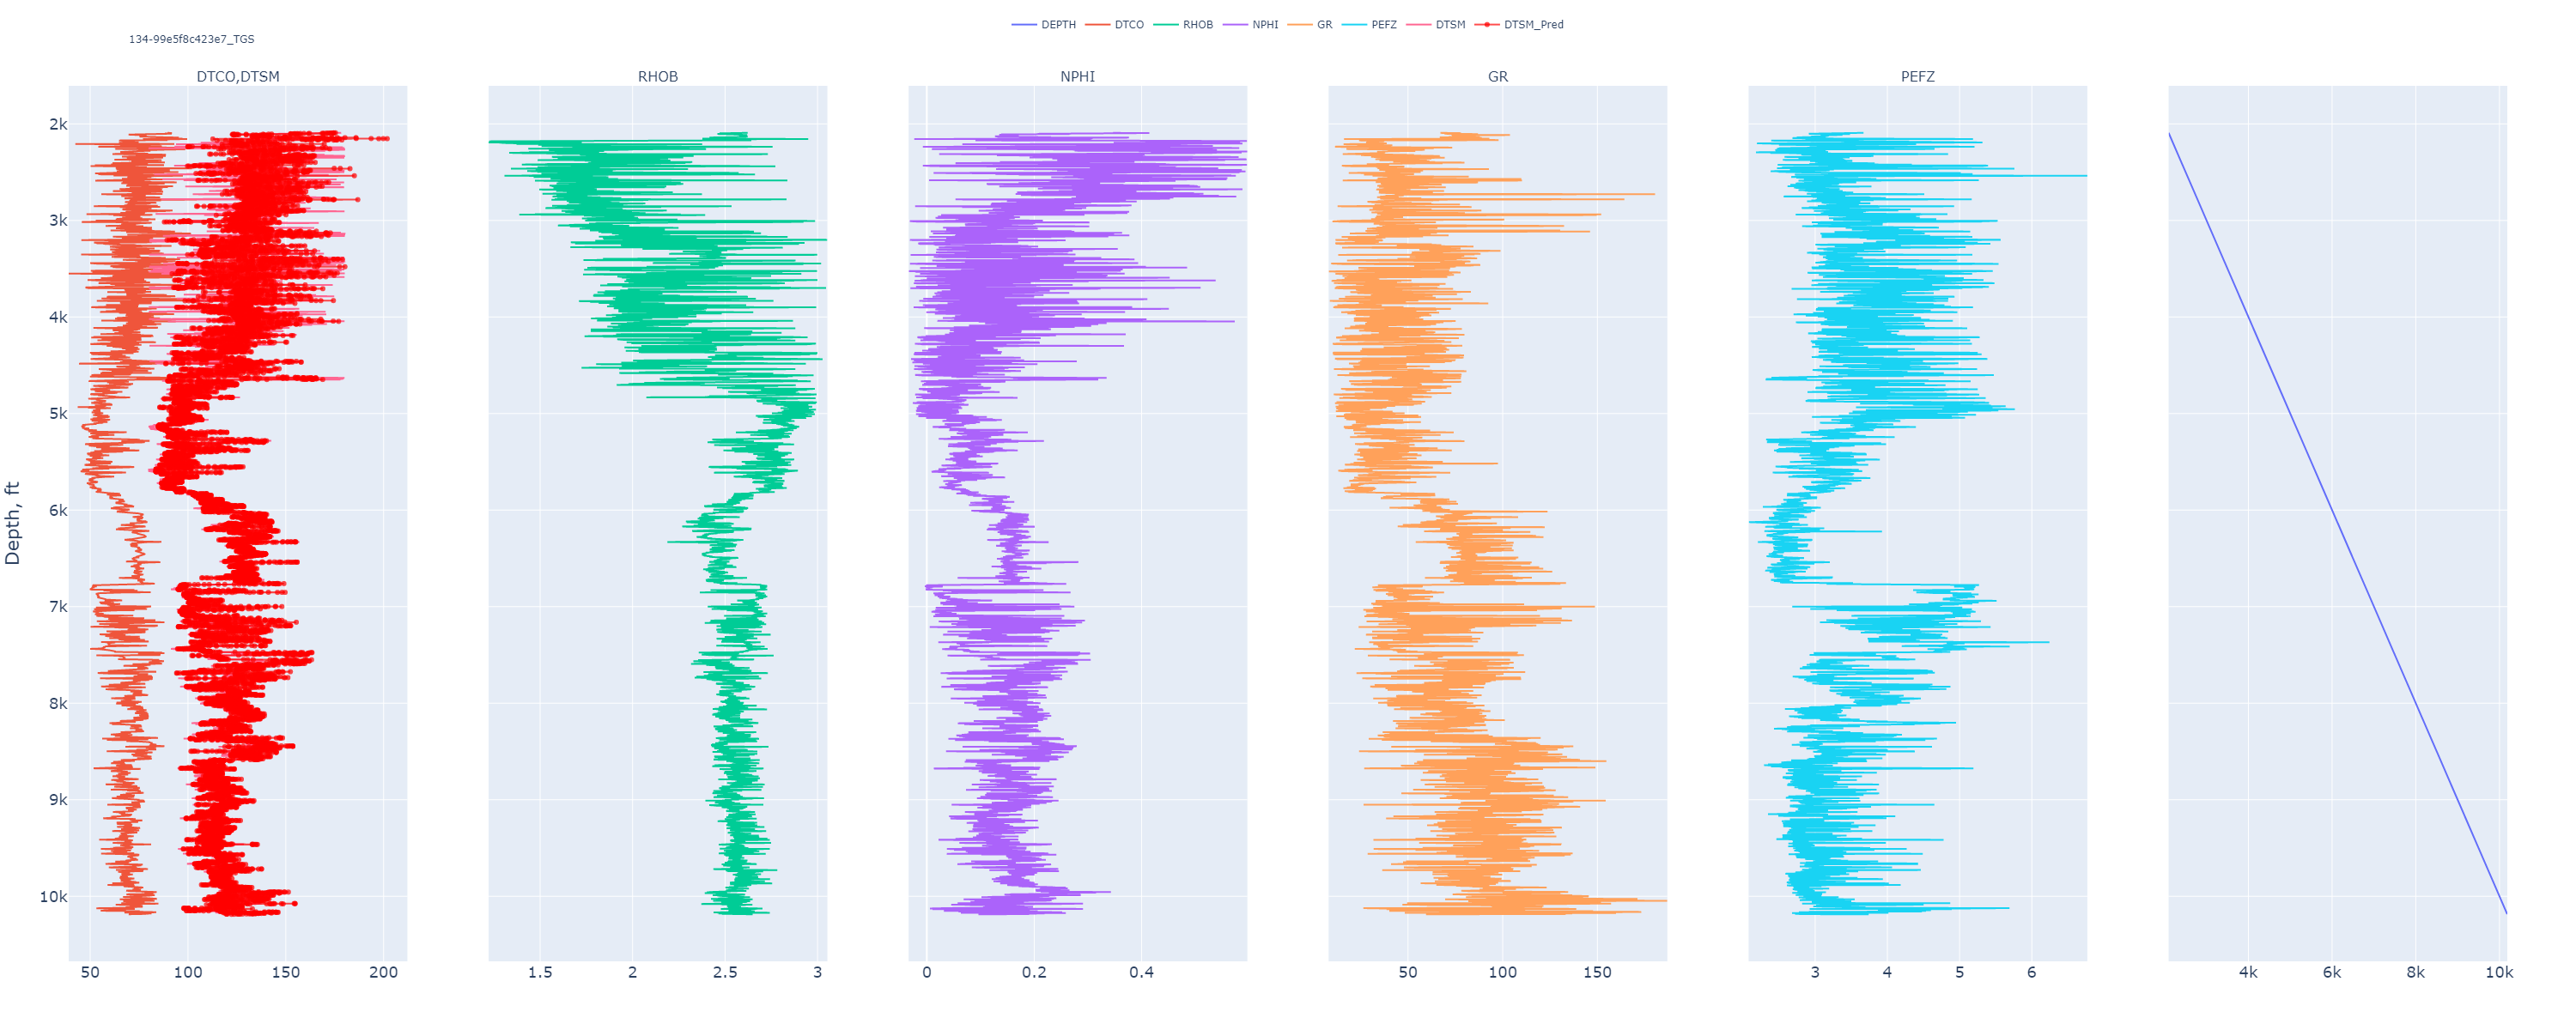 DEPTH DTCO RHOB NPHI GR PEFZ DTSM DTSM_Pred
134-99e5f8c423e7_TGS
DTCO,DTSM RHOB NPHI GR PEFZ
2k
3k
4k
5k
6k
7k
8k
9k
10k
Depth, ft
50 100 150 200 1.5 2 2.5 3 0 0.2 0.4 50 100 150 3 4 5 6 4k 6k 8k 10k